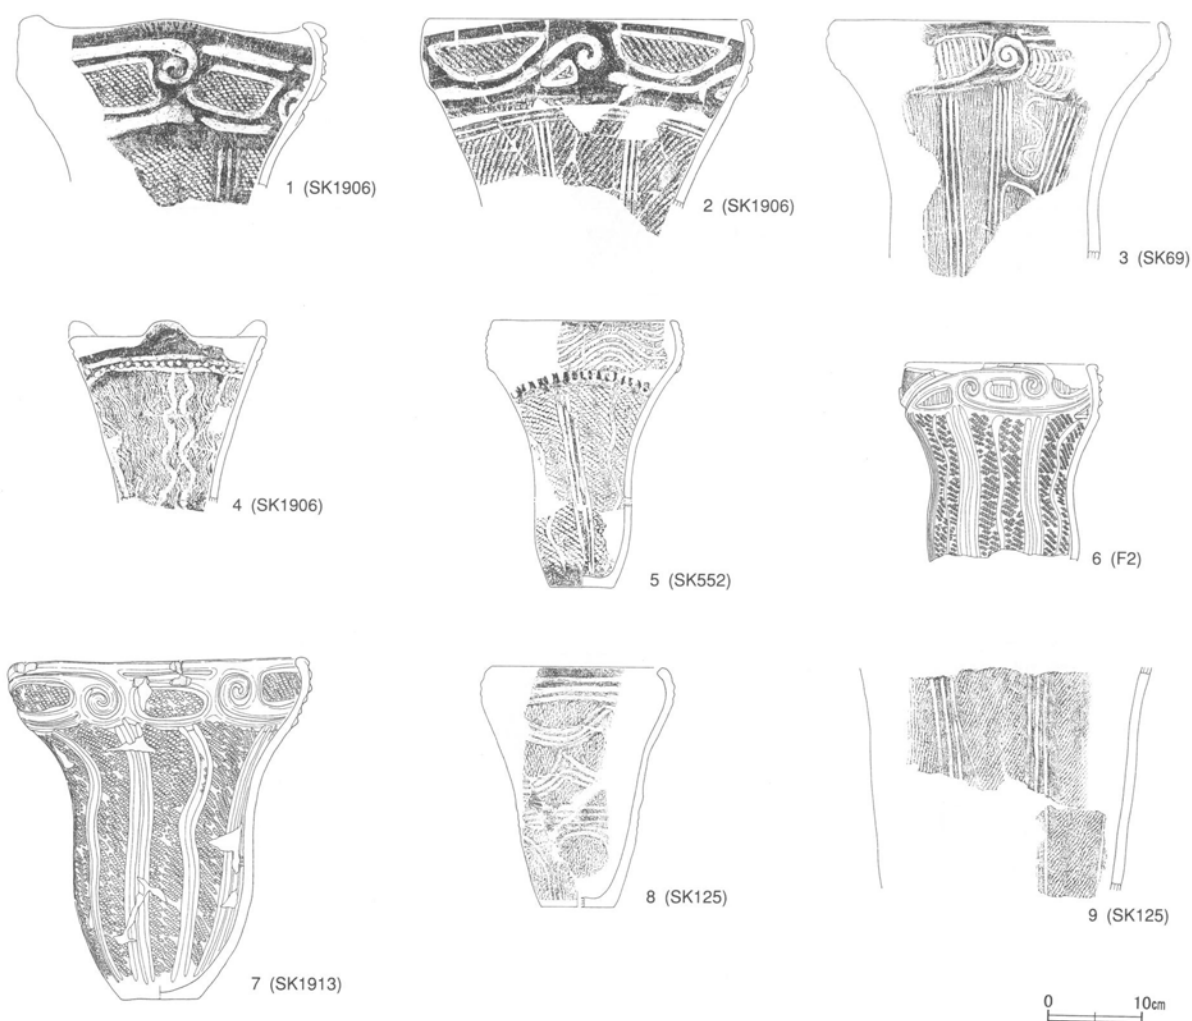 1 (SK1906)
2 (SK1906)
3 (SK69)
4 (SK1906)
5 (SK552)
6 (F2)
7 (SK1913)
8 (SK125)
9 (SK125)
0 10cm